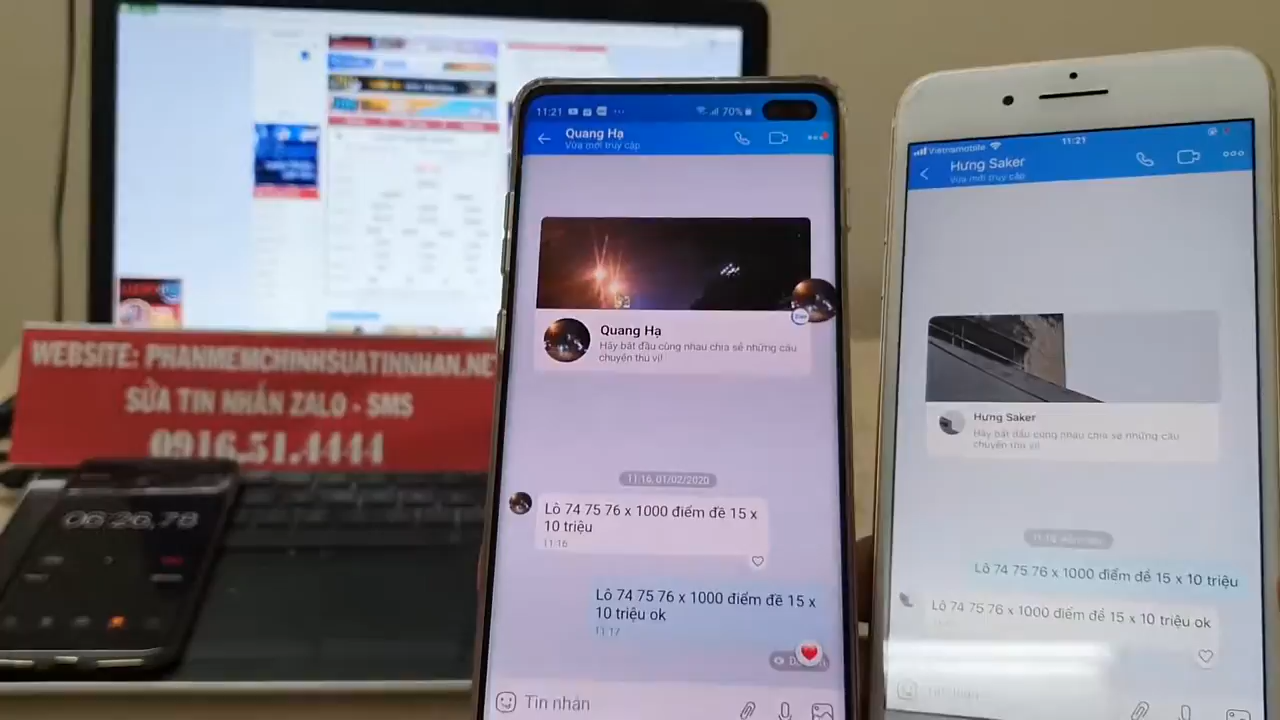 WEBSITE: PHANMEMCHINHSUATINNHAN.NE
SỬA TIN NHẮN ZALO - SMS
0916.51.4444
06:26.78
11:21
70%
Quang Hạ
Vừa mới truy cập
Quang Hạ
Hãy bắt đầu cùng nhau chia sẻ những câu
chuyện thú vị!
11:16, 01/02/2020
Lô 74 75 76 x 1000 điểm đề 15 x
10 triệu
11:16
Lô 74 75 76 x 1000 điểm đề 15 x
10 triệu ok
11:17
Tin nhắn
Vietnamobile
11:21
Hưng Saker
Vừa mới truy cập
Hưng Saker
Hãy bắt đầu cùng nhau chia sẻ những câu
chuyện thú vị!
Lô 74 75 76 x 1000 điểm đề 15 x 10 triệu
Lô 74 75 76 x 1000 điểm đề 15 x 10 triệu ok